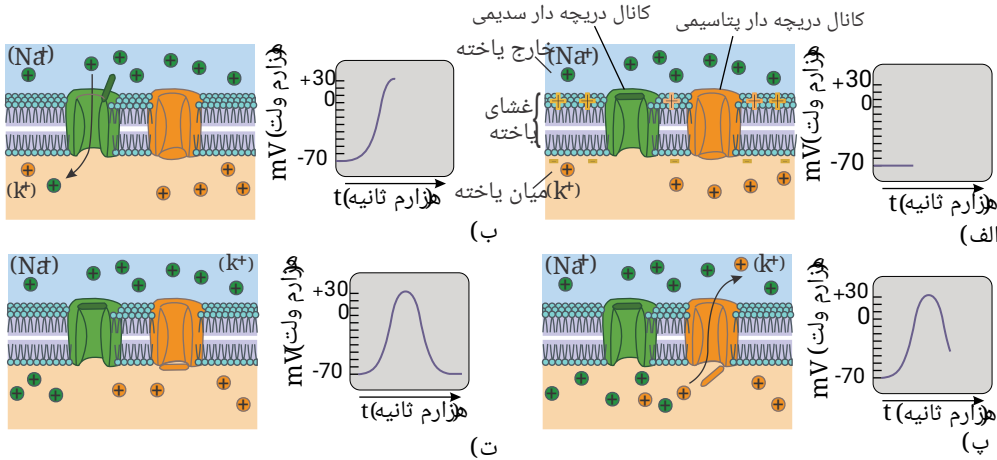 کانال دریچه دار سدیمی
کانال دریچه دار پتاسیمی
خارج یاخته
(Na+)
غشای
یاخته
میان یاخته
(k+)
mV(هزارم ولت)
+30
0
-70
t(هزارم ثانیه)
الف)
(Na+)
(k+)
mV(هزارم ولت)
+30
0
-70
t(هزارم ثانیه)
ب)
(Na+)
(k+)
mV(هزارم ولت)
+30
0
-70
t(هزارم ثانیه)
پ)
(Na+)
(k+)
mV(هزارم ولت)
+30
0
-70
t(هزارم ثانیه)
ت)